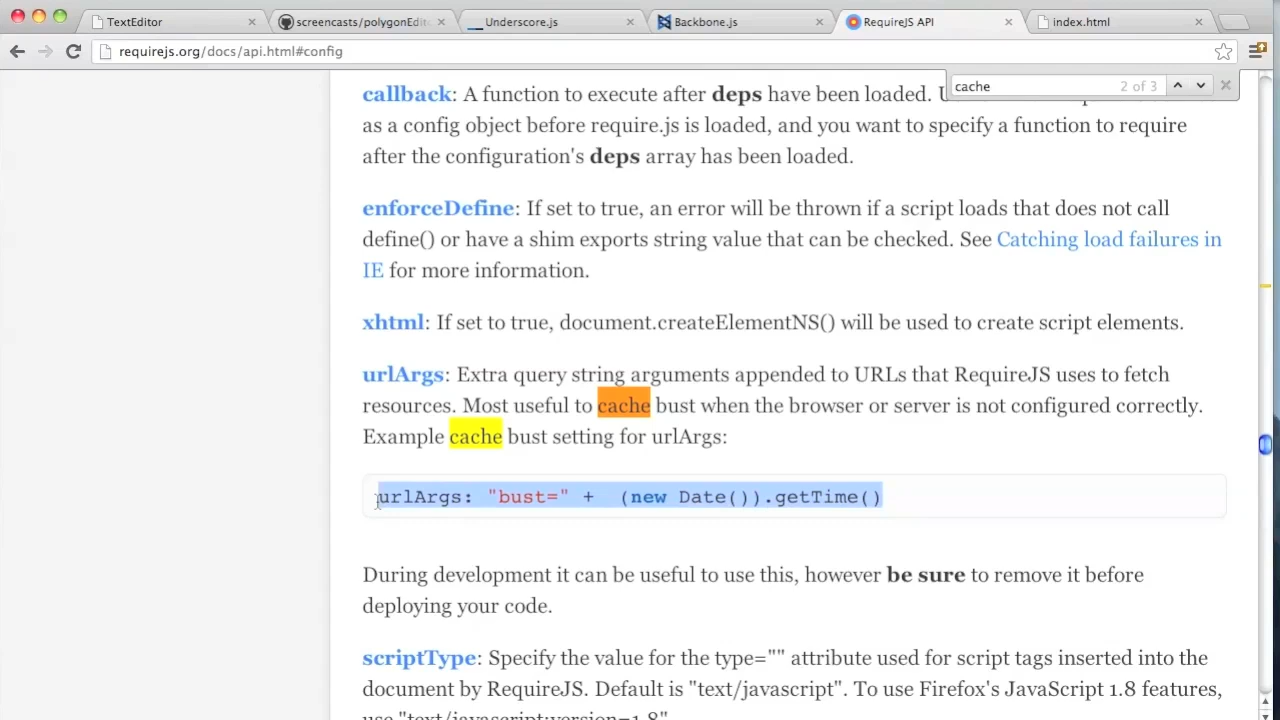 TextEditor
screencasts/polygonEdito
Underscore.js
Backbone.js
RequireJS API
index.html
requirejs.org/docs/api.html#config
cache 2 of 3
callback: A function to execute after deps have been loaded.
as a config object before require.js is loaded, and you want to specify a function to require
after the configuration's deps array has been loaded.
enforceDefine: If set to true, an error will be thrown if a script loads that does not call
define() or have a shim exports string value that can be checked. See Catching load failures in
IE for more information.
xhtml: If set to true, document.createElementNS() will be used to create script elements.
urlArgs: Extra query string arguments appended to URLs that RequireJS uses to fetch
resources. Most useful to cache bust when the browser or server is not configured correctly.
Example cache bust setting for urlArgs:
urlArgs: "bust=" + (new Date()).getTime()
During development it can be useful to use this, however be sure to remove it before
deploying your code.
scriptType: Specify the value for the type="" attribute used for script tags inserted into the
document by RequireJS. Default is "text/javascript". To use Firefox's JavaScript 1.8 features,
use "text/javascript;version=1.8".